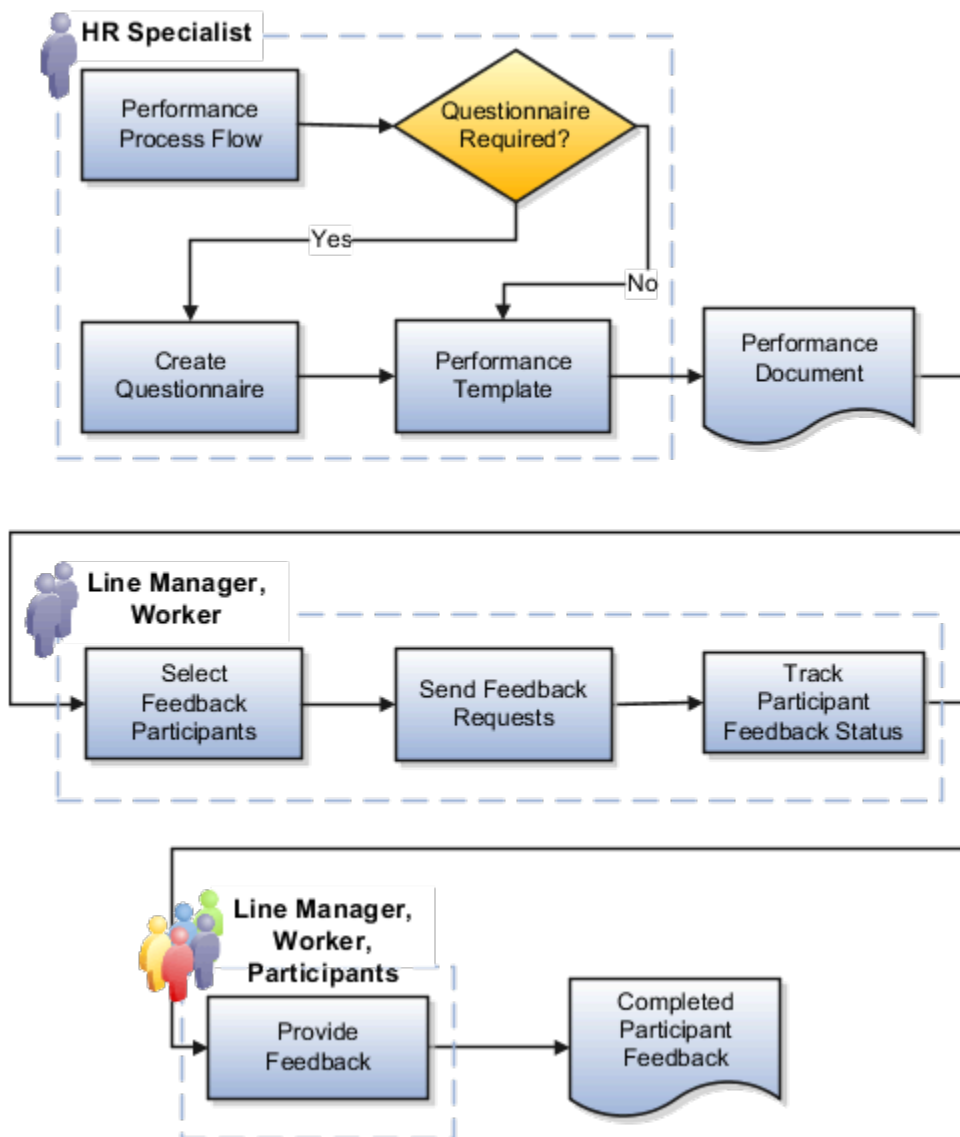 HR Specialist
Performance
Process Flow
Questionnaire
Required?
Yes
No
Create
Questionnaire
Performance
Template
Performance
Document
Line Manager,
Worker
Select
Feedback
Participants
Send Feedback
Requests
Track
Participant
Feedback Status
Line Manager,
Worker,
Participants
Provide
Feedback
Completed
Participant
Feedback